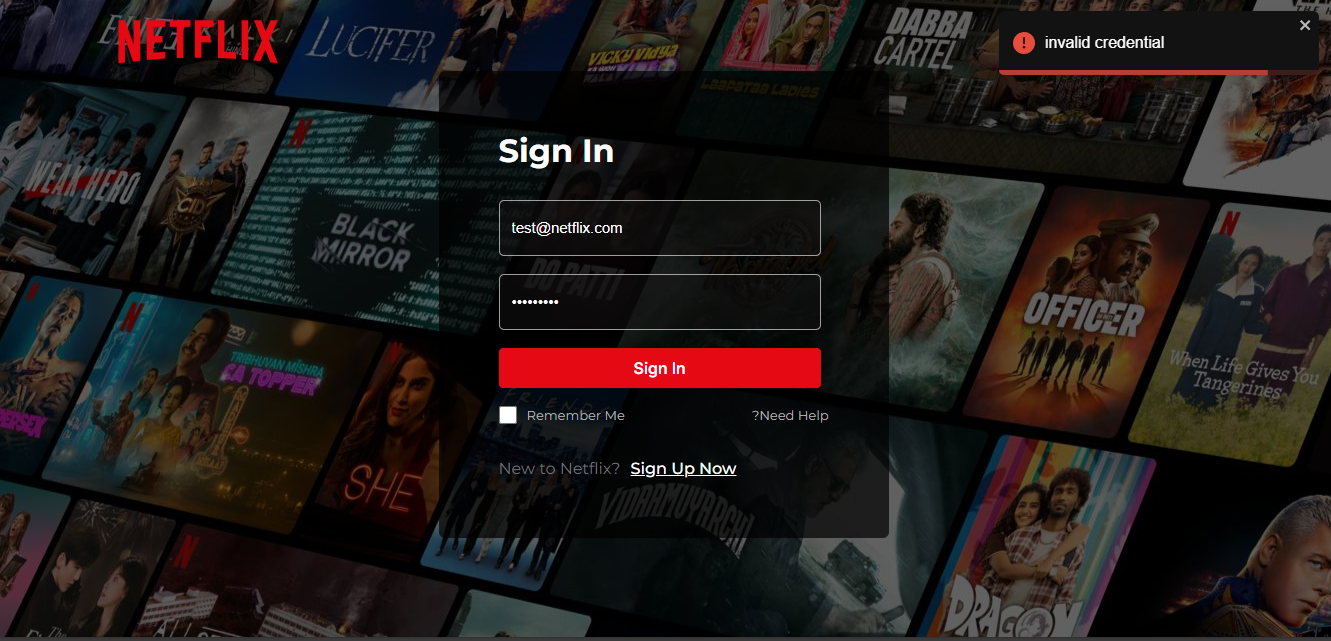 NETFLIX
invalid credential
LUCIFER
VICKY VIDYA
LAAPATAA LADIES
DABBA
CARTEL
Sign In
WEAK HERO
BLACK
MIRROR
test@netflix.com
DO PATTI
OFFICER
TRIBHUVAN MISHRA
CA TOPPER
When Life Gives You
Tangerines
Sign In
Remember Me
?Need Help
FRIENDS
New to Netflix? Sign Up Now
SHE
VIDAAMUYARCHI
DRAGON